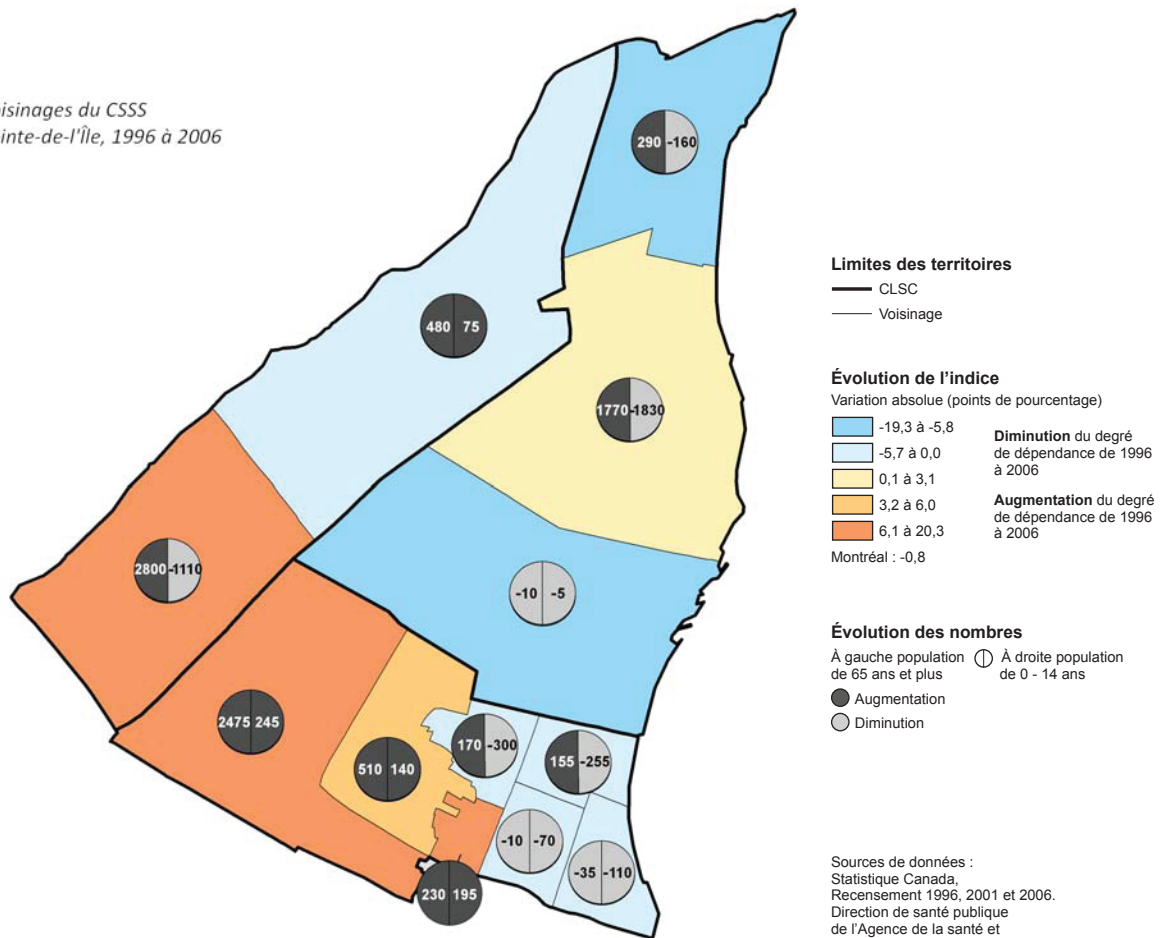 CSSS
1996 à 2006
290 -160
480 75
1770 -1830
2800 -1110
-10 -5
2475 245
510 140
170 -300
155 -255
-10 -70
-35 -110
230 195
Limites des territoires
CLSC
Voisinage
Évolution de l'indice
Variation absolue (points de pourcentage)
-19,3 à -5,8
-5,7 à 0,0
0,1 à 3,1
3,2 à 6,0
6,1 à 20,3
Diminution du degré
de dépendance de 1996
à 2006
Augmentation du degré
de dépendance de 1996
à 2006
Montréal : -0,8
Évolution des nombres
À gauche population
de 65 ans et plus
À droite population
de 0 - 14 ans
Augmentation
Diminution
Sources de données :
Statistique Canada,
Recensement 1996, 2001 et 2006.
Direction de santé publique
de l'Agence de la santé et